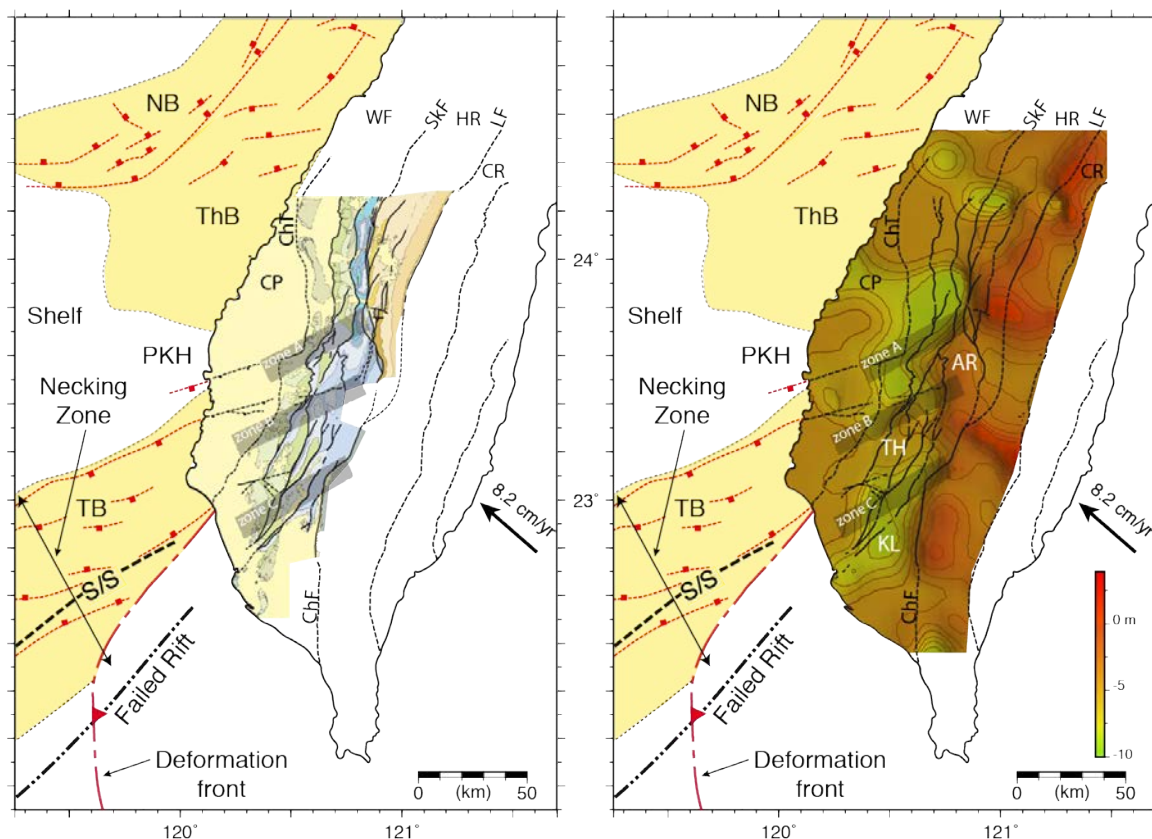 NB
WF
SkF
HR
LF
CR
ThB
ChT
CP
Shelf
zone A
PKH
Necking
Zone
zone C
TB
8.2 cm/yr
S/S
ChF
Failed Rift
Deformation
front
0 (km) 50
120°
121°
24°
23°
NB
WF
SkF
HR
LF
CR
ThB
ChT
CP
Shelf
zone A
PKH
AR
Necking
Zone
zone B
TH
zone C
TB
KL
8.2 cm/yr
S/S
ChF
0 m
-5
-10
Failed Rift
Deformation
front
0 (km) 50
120°
121°